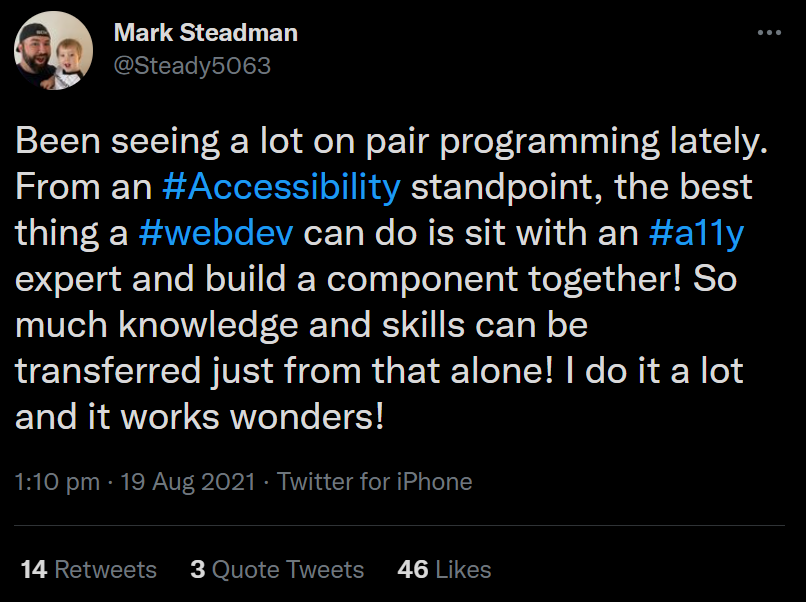 Mark Steadman
@Steady5063
Been seeing a lot on pair programming lately.
From an #Accessibility standpoint, the best
thing a #webdev can do is sit with an #a11y
expert and build a component together! So
much knowledge and skills can be
transferred just from that alone! I do it a lot
and it works wonders!
1:10 pm · 19 Aug 2021 · Twitter for iPhone
14 Retweets 3 Quote Tweets 46 Likes